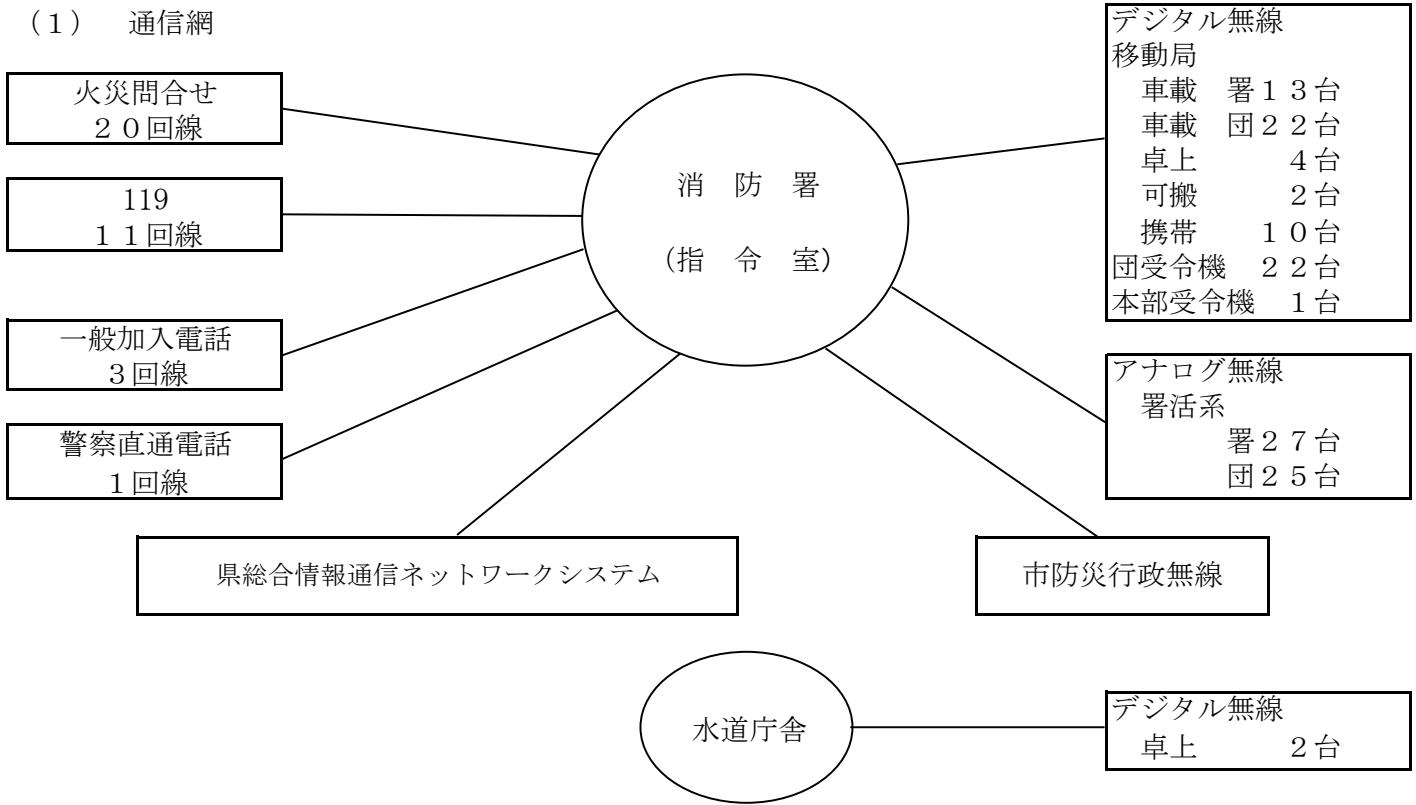 （１）　通信網
火災問合せ
２０回線
119
１１回線
一般加入電話
３回線
警察直通電話
１回線
消　防　署
（指　令　室）
デジタル無線
移動局
　車載　署１３台
　車載　団２２台
　卓上　　　４台
　可搬　　　２台
　携帯　　１０台
団受令機　２２台
本部受令機　１台
アナログ無線
　署活系
　　　　署２７台
　　　　団２５台
県総合情報通信ネットワークシステム
市防災行政無線
水道庁舎
デジタル無線
　卓上　　　２台